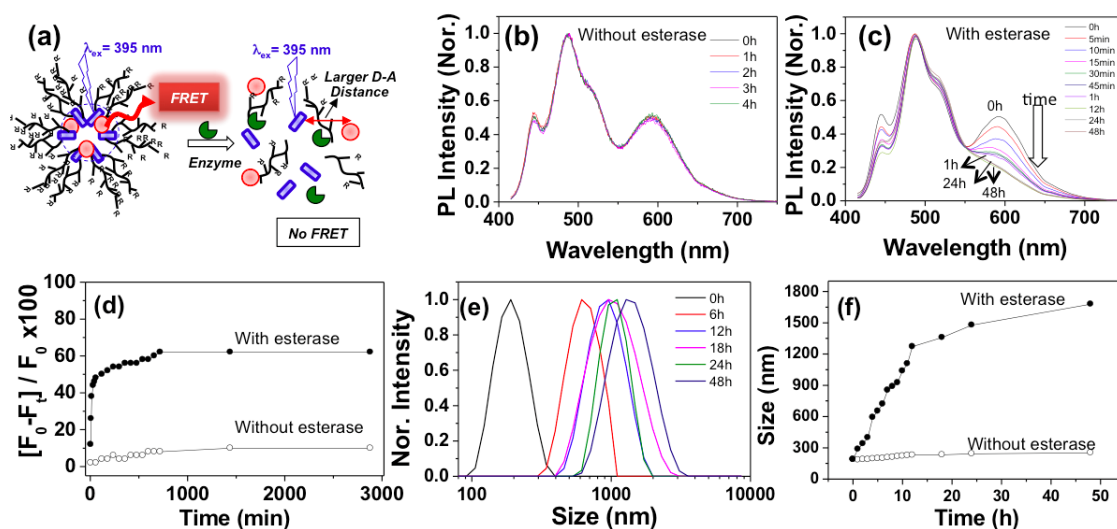 (a)
λex= 395 nm
λex= 395 nm
FRET
Larger D-A
Distance
Enzyme
No FRET
R
(b)
Without esterase
0h
1h
2h
3h
4h
PL Intensity (Nor.)
1.0
0.8
0.6
0.4
0.2
0.0
400 500 600 700
Wavelength (nm)
(c)
With esterase
0h
5min
10min
15min
30min
45min
1h
12h
24h
48h
0h
time
1h
24h
48h
PL Intensity (Nor.)
1.0
0.8
0.6
0.4
0.2
0.0
400 500 600 700
Wavelength (nm)
(d)
[F0-Ft] / F0 x100
100
80
60
40
20
0
With esterase
Without esterase
0 1000 2000 3000
Time (min)
(e)
Nor. Intensity
1.0
0.8
0.6
0.4
0.2
0.0
0h
6h
12h
18h
24h
48h
100 1000 10000
Size (nm)
(f)
Size (nm)
1800
1500
1200
900
600
300
0
With esterase
Without esterase
0 10 20 30 40 50
Time (h)